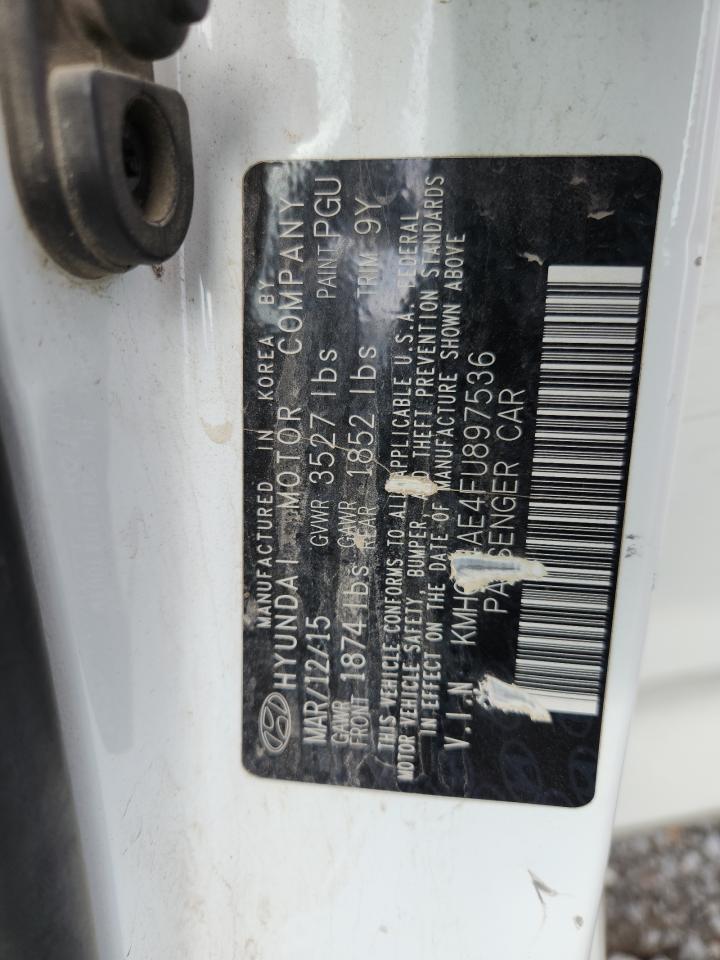 MANUFACTURED IN KOREA BY
HYUNDAI MOTOR COMPANY
MAR/12/15 GVWR 3527 lbs PAINT PGU
GAWR FRONT 1874 lbs GAWR REAR 1852 lbs TRIM 9Y
THIS VEHICLE CONFORMS TO ALL APPLICABLE U.S.A. FEDERAL
MOTOR VEHICLE SAFETY, BUMPER, AND THEFT PREVENTION STANDARDS
IN EFFECT ON THE DATE OF MANUFACTURE SHOWN ABOVE
V.I.N KMHC AE4FU897536
PASSENGER CAR